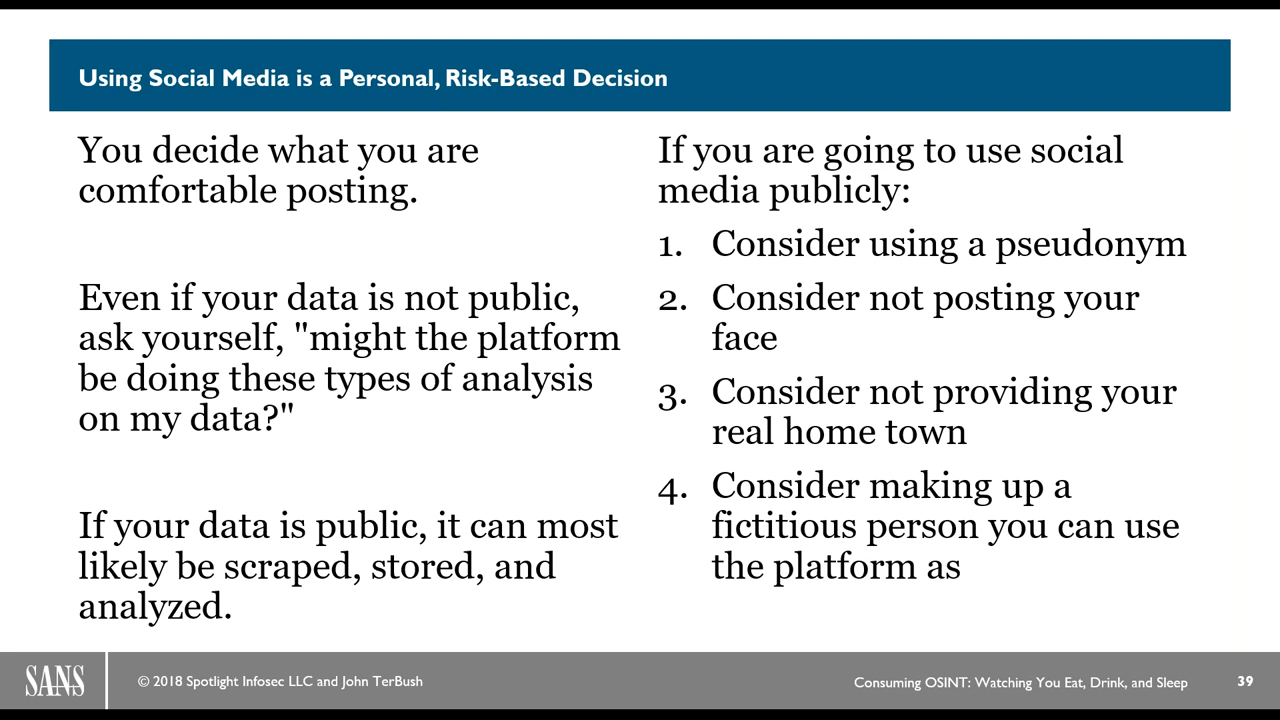 Using Social Media is a Personal, Risk-Based Decision
You decide what you are
comfortable posting.
Even if your data is not public,
ask yourself, "might the platform
be doing these types of analysis
on my data?"
If your data is public, it can most
likely be scraped, stored, and
analyzed.
If you are going to use social
media publicly:
1. Consider using a pseudonym
2. Consider not posting your
face
3. Consider not providing your
real home town
4. Consider making up a
fictitious person you can use
the platform as
SANS
© 2018 Spotlight Infosec LLC and John TerBush
Consuming OSINT: Watching You Eat, Drink, and Sleep
39